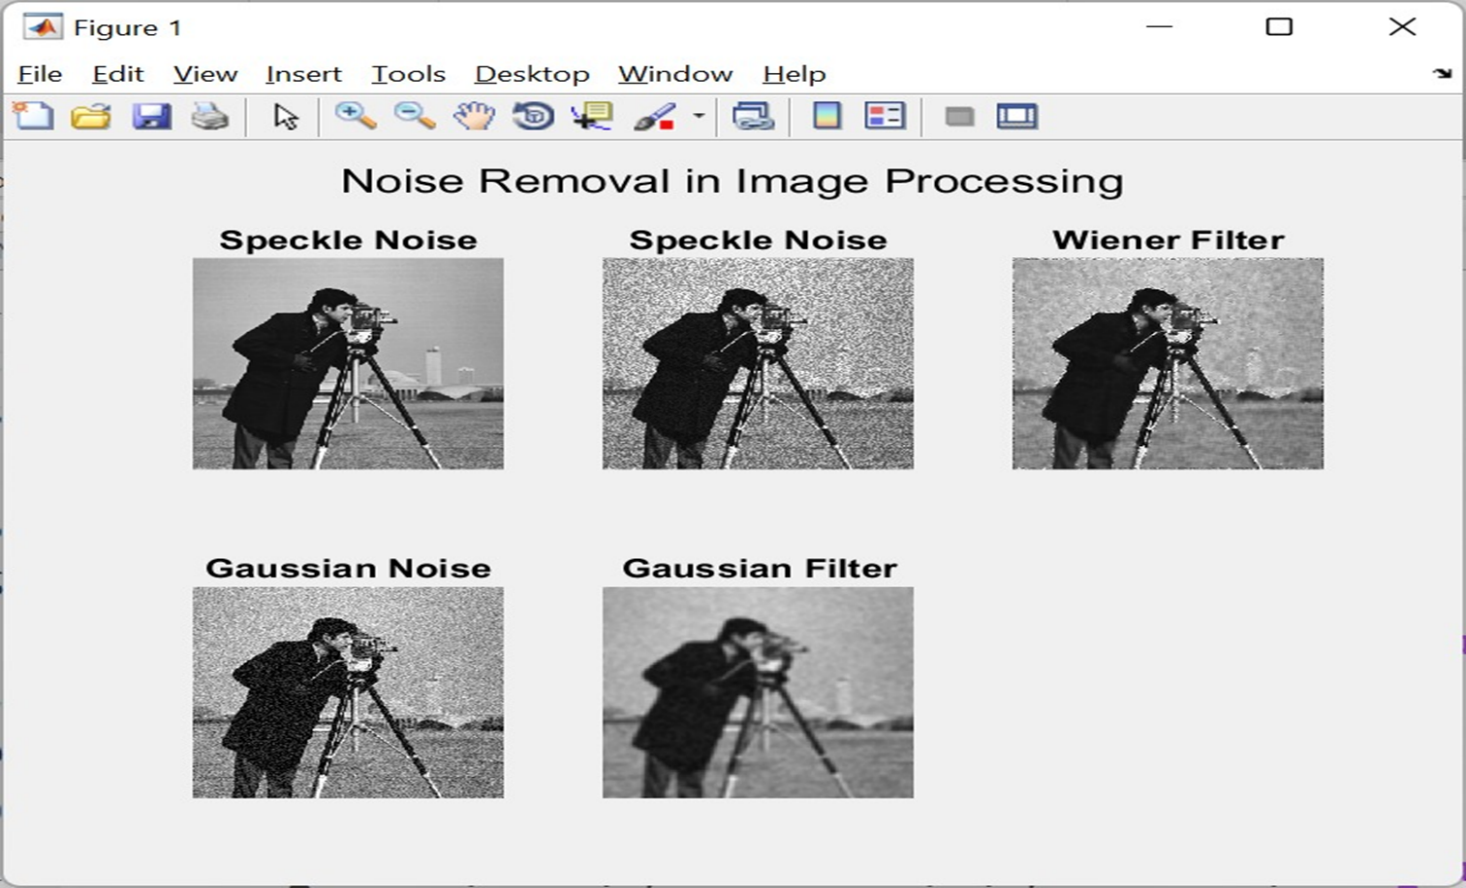 Figure 1
File Edit View Insert Tools Desktop Window Help
Noise Removal in Image Processing
Speckle Noise Speckle Noise Wiener Filter
Gaussian Noise Gaussian Filter